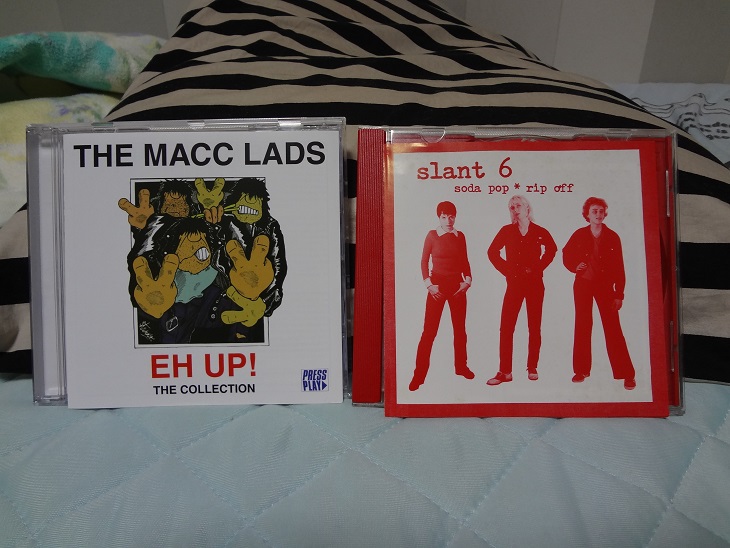 THE MACC LADS
EH UP!
THE COLLECTION
PRESS
PLAY
slant 6
soda pop * rip off